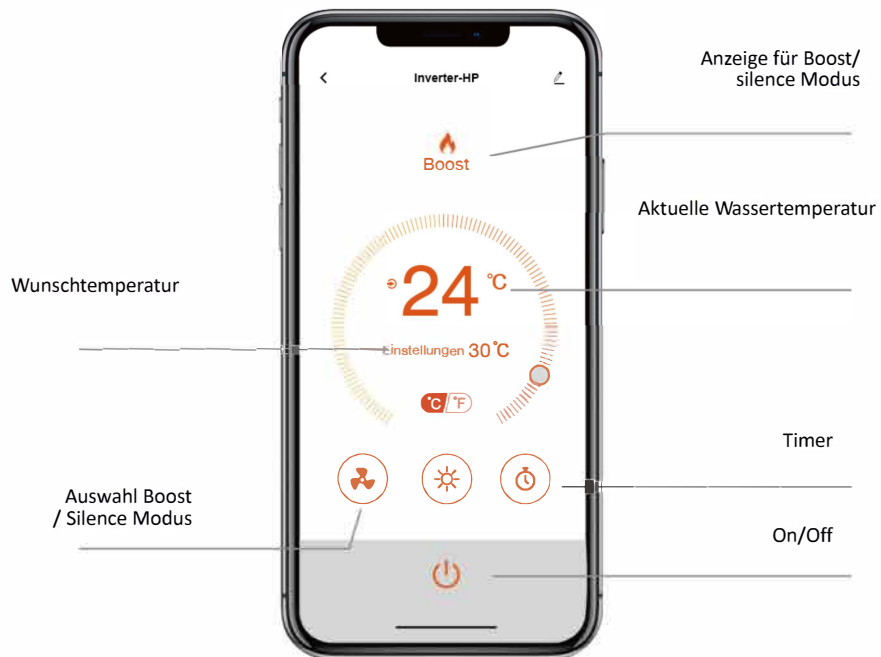 Inverter-HP
Anzeige für Boost/
silence Modus
Boost
Aktuelle Wassertemperatur
24 °C
Wunschtemperatur
Einstellungen 30°C
°C/°F
Timer
Auswahl Boost
/ Silence Modus
On/Off